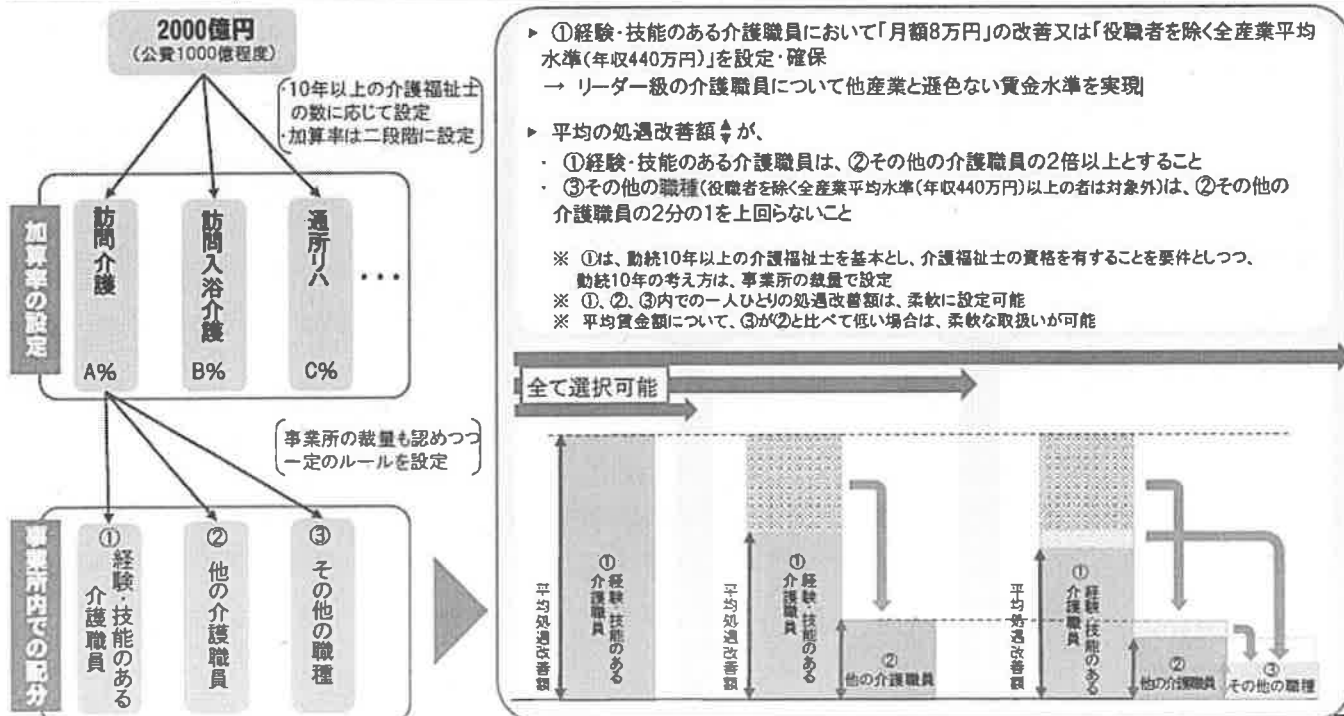 2000億円
(公費1000億程度)
・10年以上の介護福祉士
の数に応じて設定
・加算率は二段階に設定
加算率の設定
訪問介護
A%
訪問入浴介護
B%
通所リハ
C%
・・・
事業所の裁量も認めつつ
一定のルールを設定
事業所内での配分
①
経験・技能のある
介護職員
②
他の介護職員
③
その他の職種
▶ ①経験・技能のある介護職員において「月額8万円」の改善又は「役職者を除く全産業平均
水準(年収440万円)」を設定・確保
→ リーダー級の介護職員について他産業と遜色ない賃金水準を実現
▶ 平均の処遇改善額が、
・ ①経験・技能のある介護職員は、②その他の介護職員の2倍以上とすること
・ ③その他の職種(役職者を除く全産業平均水準(年収440万円)以上の者は対象外)は、②その他の
介護職員の2分の1を上回らないこと
※ ①は、勤続10年以上の介護福祉士を基本とし、介護福祉士の資格を有することを要件としつつ、
勤続10年の考え方は、事業所の裁量で設定
※ ①、②、③内での一人ひとりの処遇改善額は、柔軟に設定可能
※ 平均賃金額について、③が②と比べて低い場合は、柔軟な取扱いが可能
全て選択可能
平均処遇改善額
①
経験・技能のある
介護職員
平均処遇改善額
①
経験・技能のある
介護職員
②
他の介護職員
平均処遇改善額
①
経験・技能のある
介護職員
②
他の介護職員
③
その他の職種